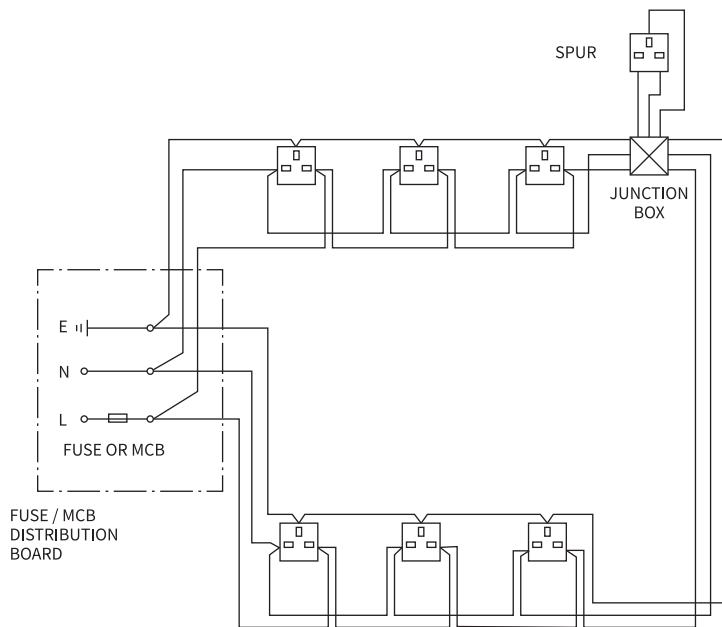 SPUR
JUNCTION
BOX
E
N
L
FUSE OR MCB
FUSE / MCB
DISTRIBUTION
BOARD